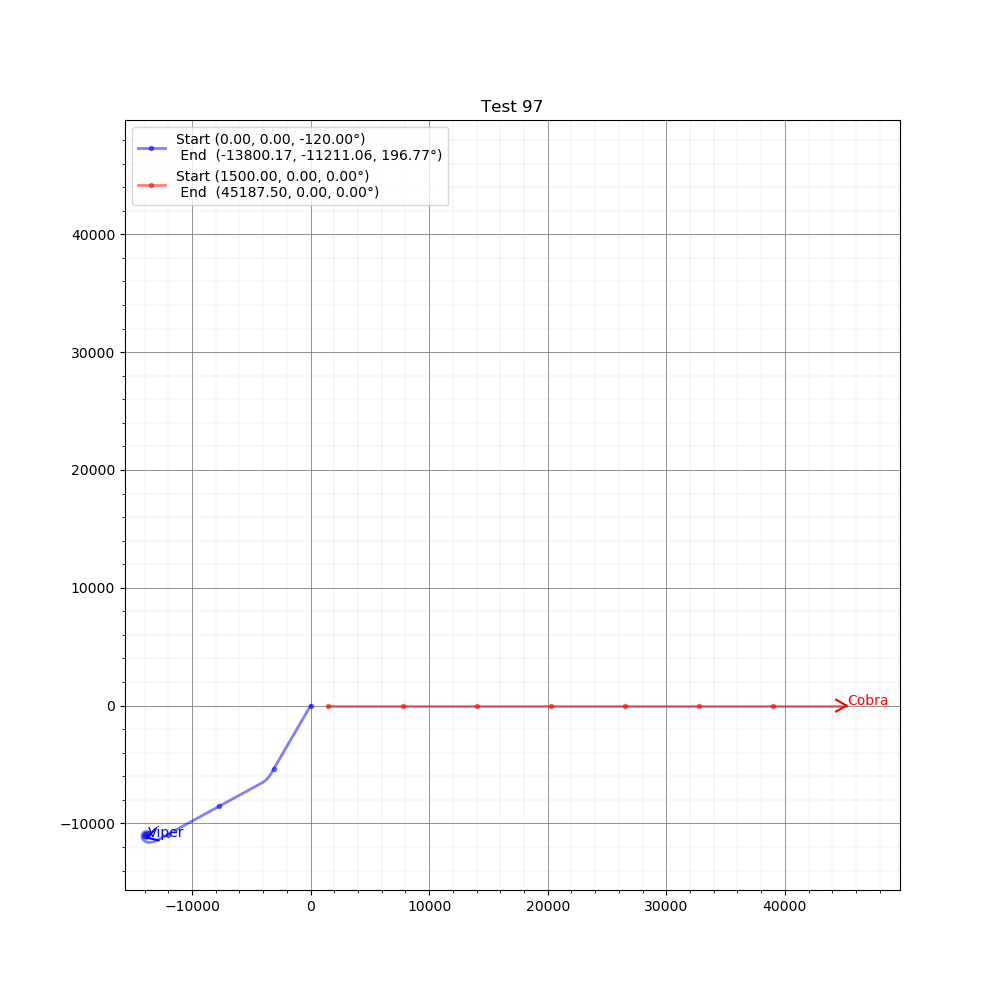 Test 97
Start (0.00, 0.00, -120.00°)
End  (-13800.17, -11211.06, 196.77°)
Start (1500.00, 0.00, 0.00°)
End  (45187.50, 0.00, 0.00°)
40000
30000
20000
10000
0
Cobra
−10000
Viper
−10000
0
10000
20000
30000
40000